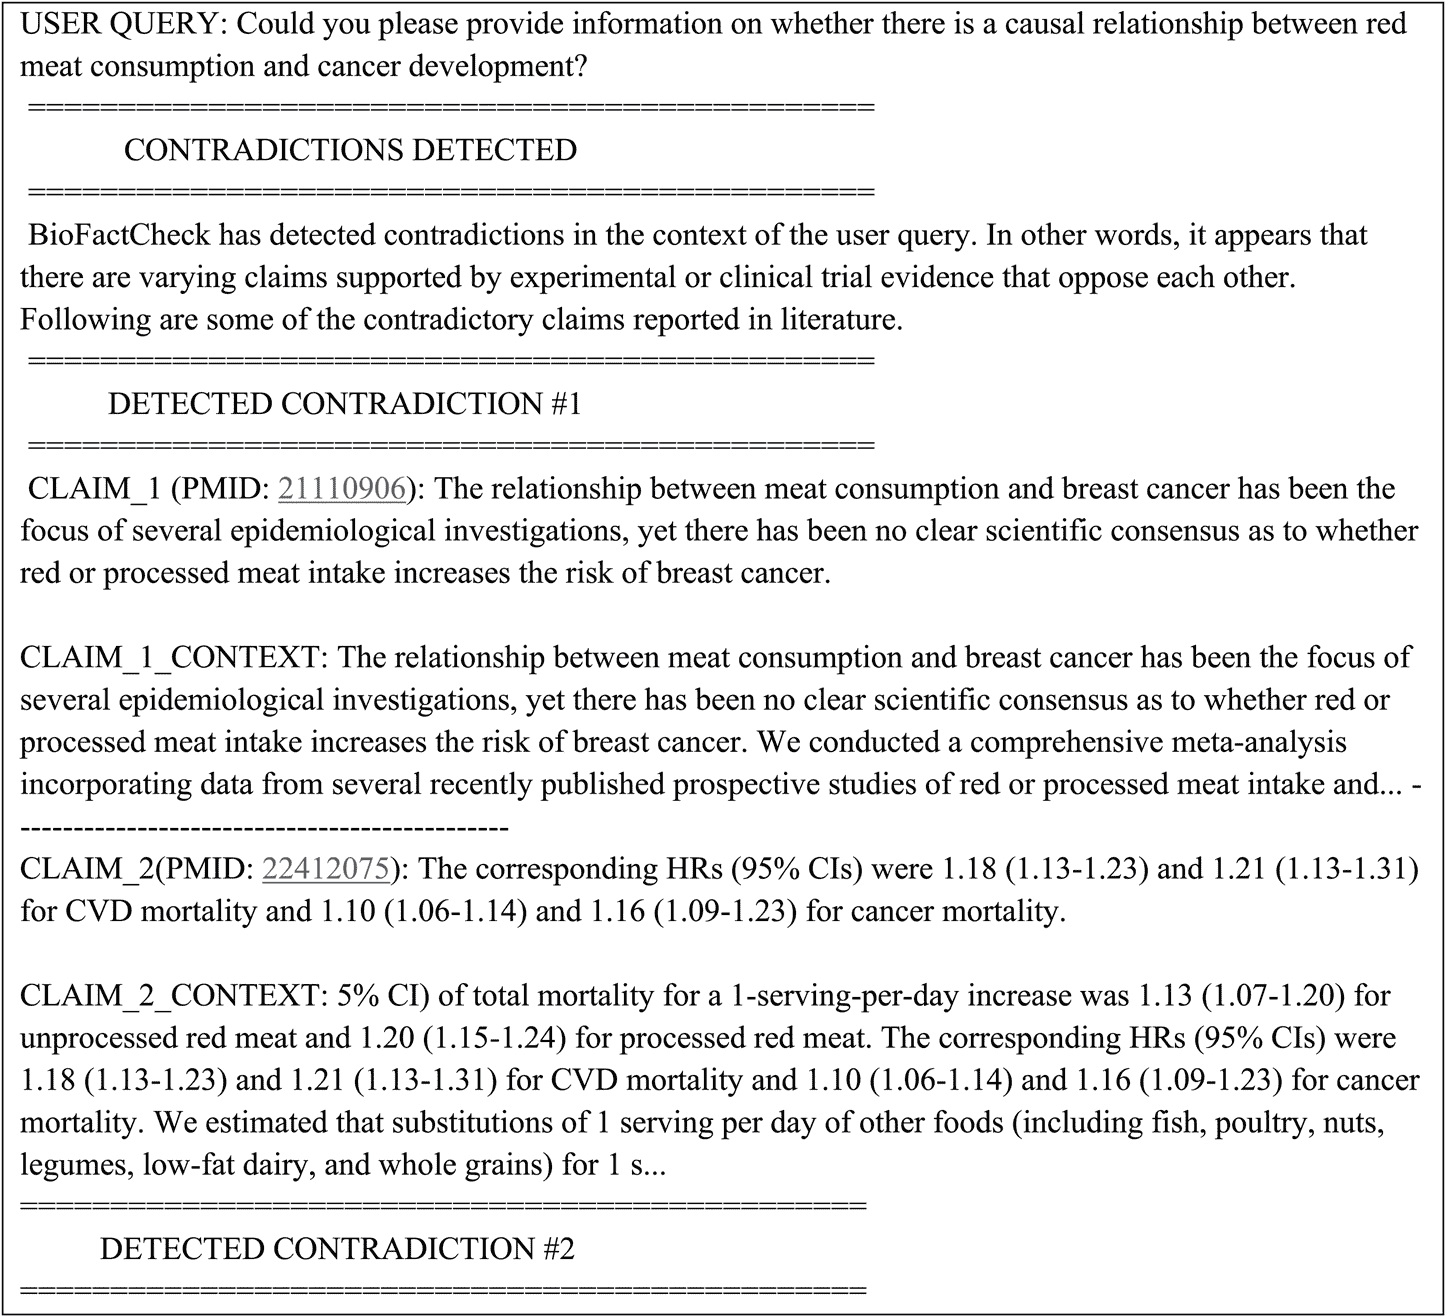 USER QUERY: Could you please provide information on whether there is a causal relationship between red
meat consumption and cancer development?
===============================================
CONTRADICTIONS DETECTED
===============================================
BioFactCheck has detected contradictions in the context of the user query. In other words, it appears that
there are varying claims supported by experimental or clinical trial evidence that oppose each other.
Following are some of the contradictory claims reported in literature.
===============================================
DETECTED CONTRADICTION #1
===============================================
CLAIM_1 (PMID: 21110906): The relationship between meat consumption and breast cancer has been the
focus of several epidemiological investigations, yet there has been no clear scientific consensus as to whether
red or processed meat intake increases the risk of breast cancer.
CLAIM_1_CONTEXT: The relationship between meat consumption and breast cancer has been the focus of
several epidemiological investigations, yet there has been no clear scientific consensus as to whether red or
processed meat intake increases the risk of breast cancer. We conducted a comprehensive meta-analysis
incorporating data from several recently published prospective studies of red or processed meat intake and... -
----------------------------------------------
CLAIM_2(PMID: 22412075): The corresponding HRs (95% CIs) were 1.18 (1.13-1.23) and 1.21 (1.13-1.31)
for CVD mortality and 1.10 (1.06-1.14) and 1.16 (1.09-1.23) for cancer mortality.
CLAIM_2_CONTEXT: 5% CI) of total mortality for a 1-serving-per-day increase was 1.13 (1.07-1.20) for
unprocessed red meat and 1.20 (1.15-1.24) for processed red meat. The corresponding HRs (95% CIs) were
1.18 (1.13-1.23) and 1.21 (1.13-1.31) for CVD mortality and 1.10 (1.06-1.14) and 1.16 (1.09-1.23) for cancer
mortality. We estimated that substitutions of 1 serving per day of other foods (including fish, poultry, nuts,
legumes, low-fat dairy, and whole grains) for 1 s...
===============================================
DETECTED CONTRADICTION #2
===============================================